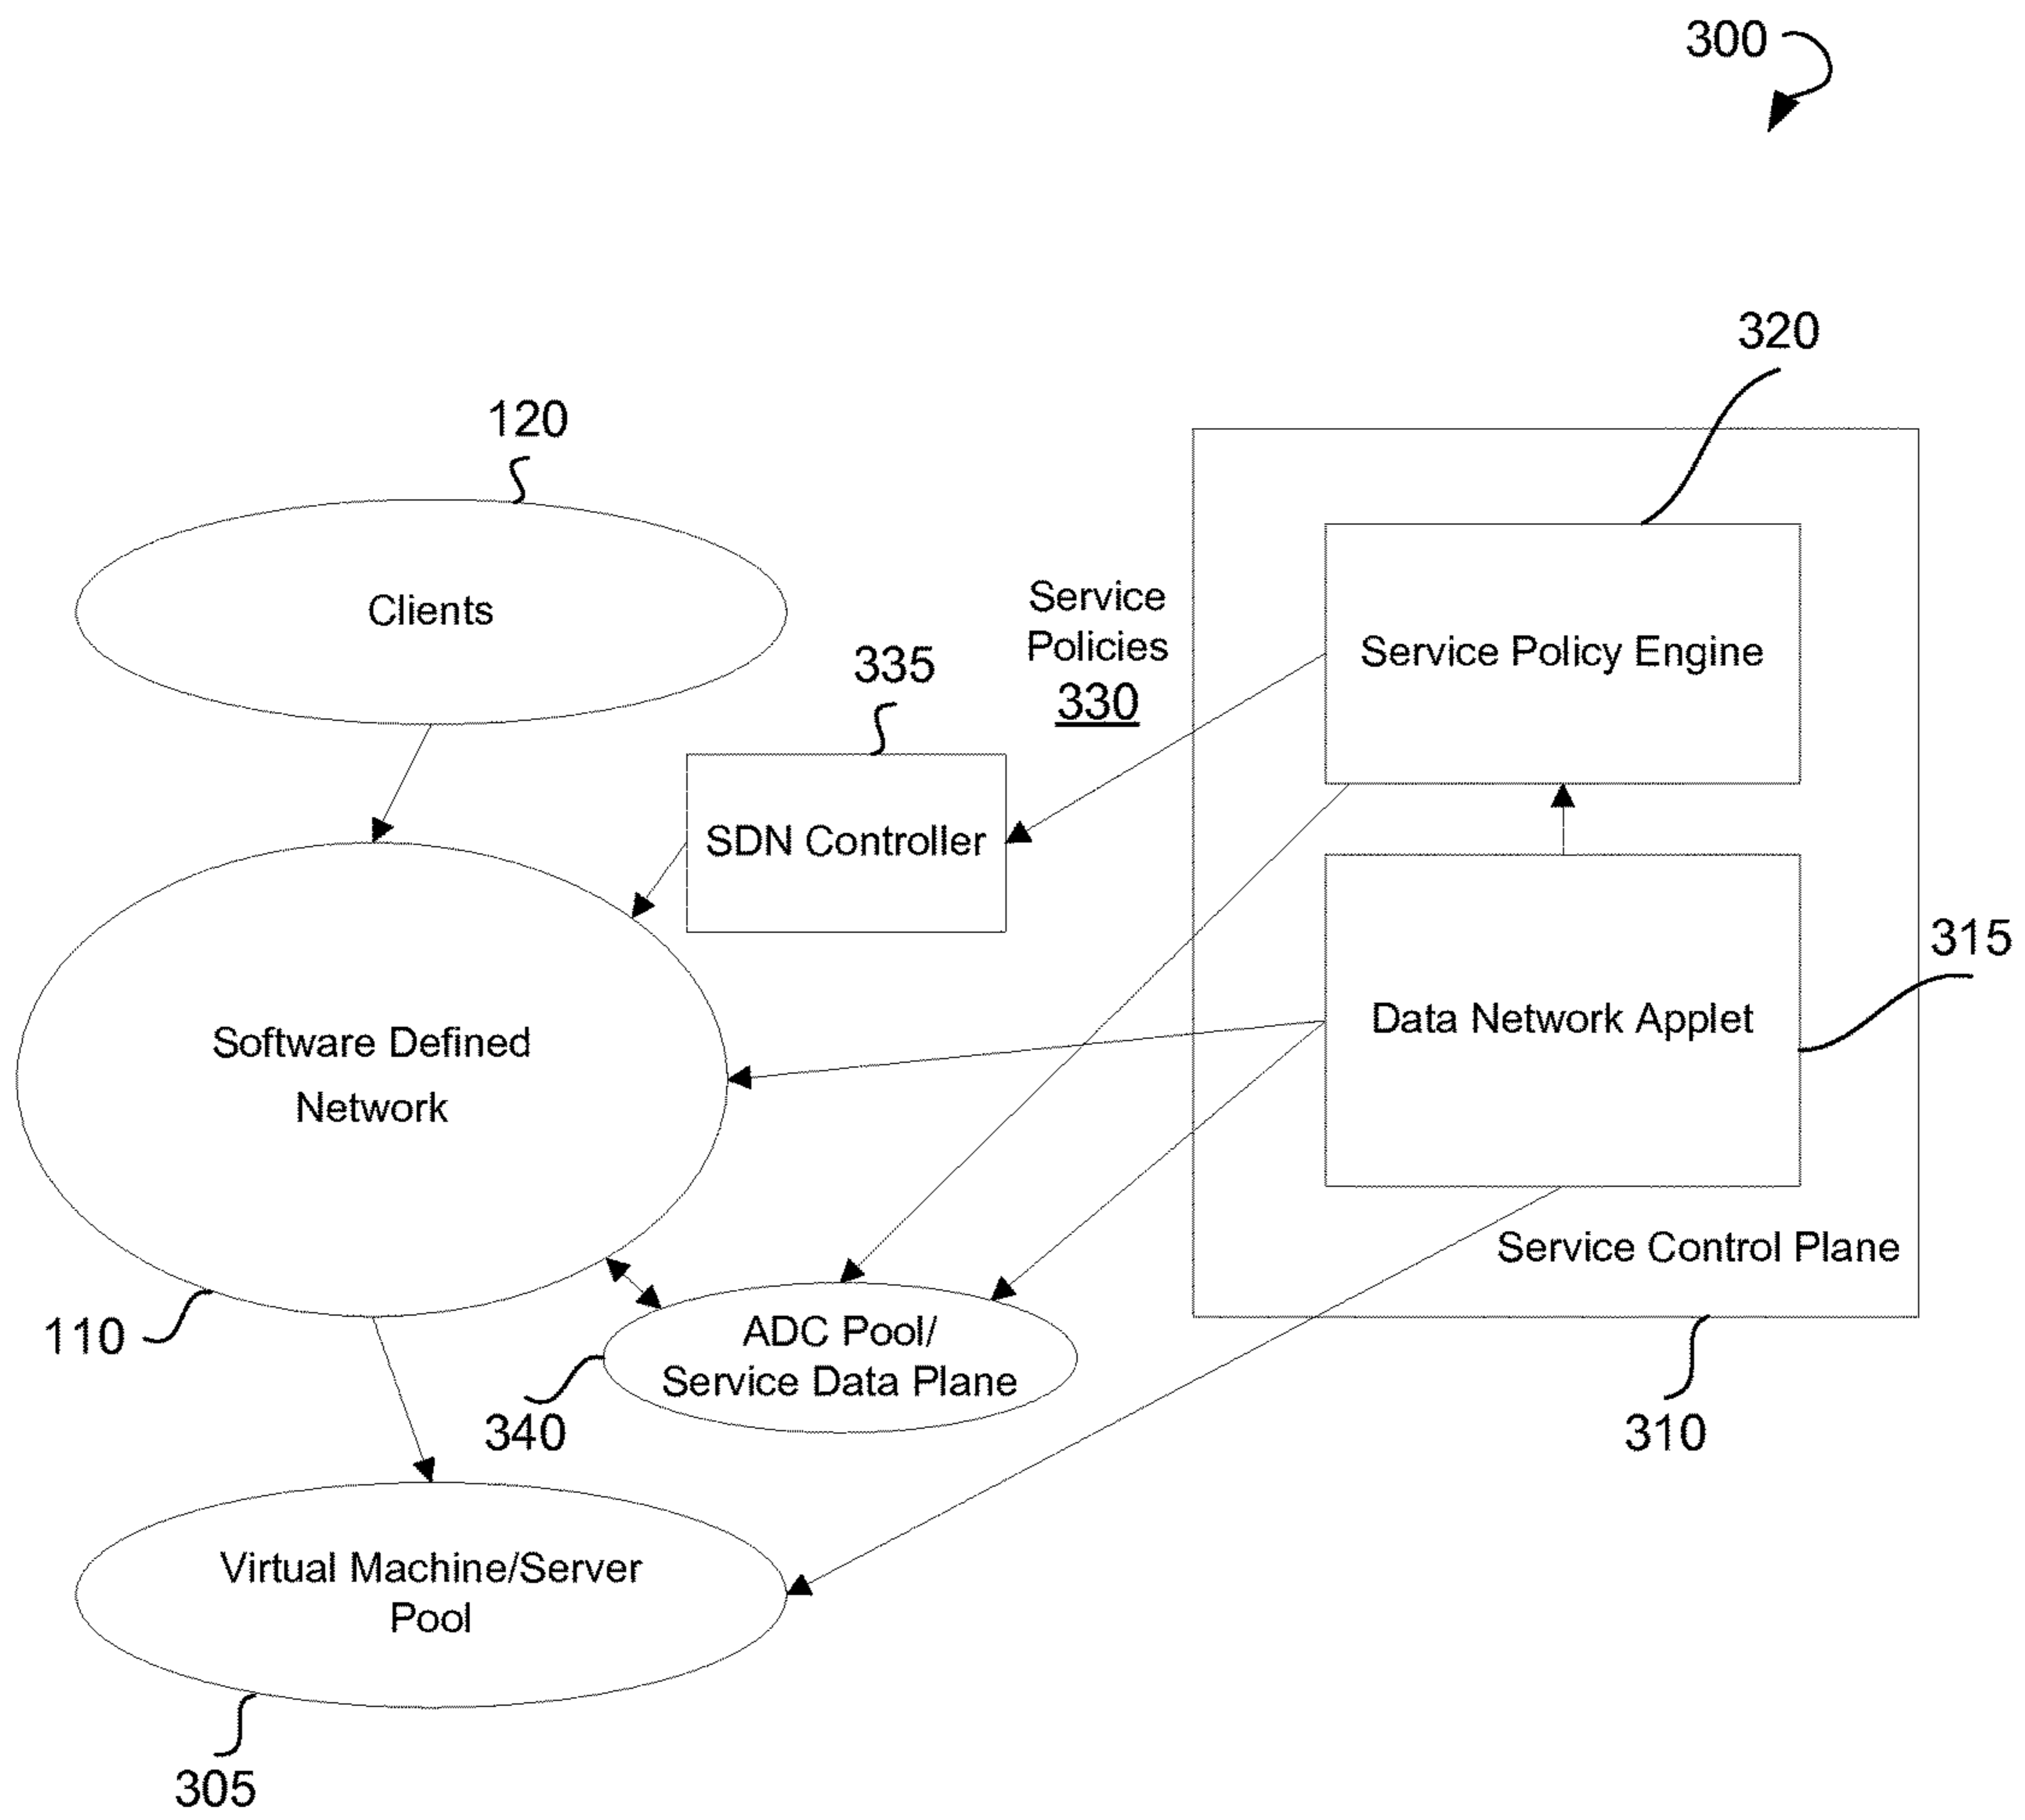 300
320
120
Clients
Service
Policies
330
Service Policy Engine
335
SDN Controller
315
Data Network Applet
Software Defined
Network
Service Control Plane
110
ADC Pool/
Service Data Plane
340
310
Virtual Machine/Server
Pool
305